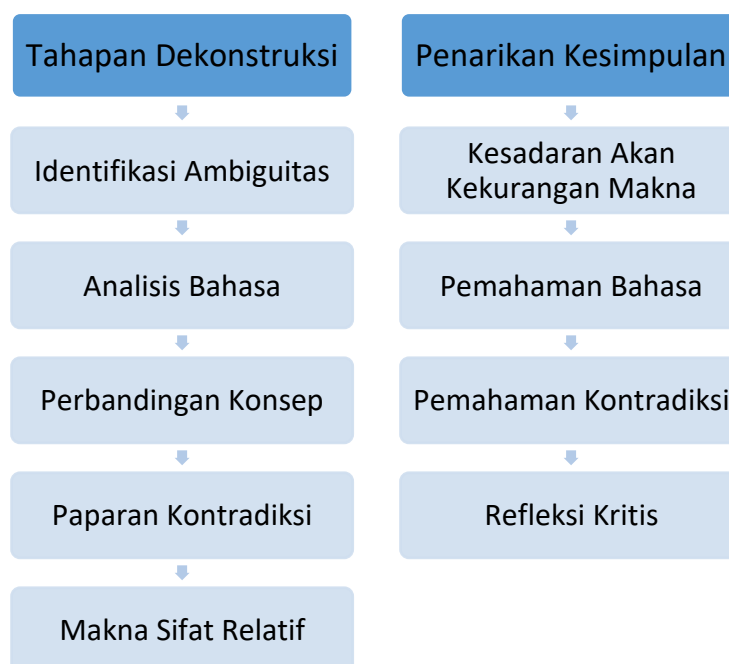 Tahapan Dekonstruksi
Identifikasi Ambiguitas
Analisis Bahasa
Perbandingan Konsep
Paparan Kontradiksi
Makna Sifat Relatif
Penarikan Kesimpulan
Kesadaran Akan
Kekurangan Makna
Pemahaman Bahasa
Pemahaman Kontradiksi
Refleksi Kritis